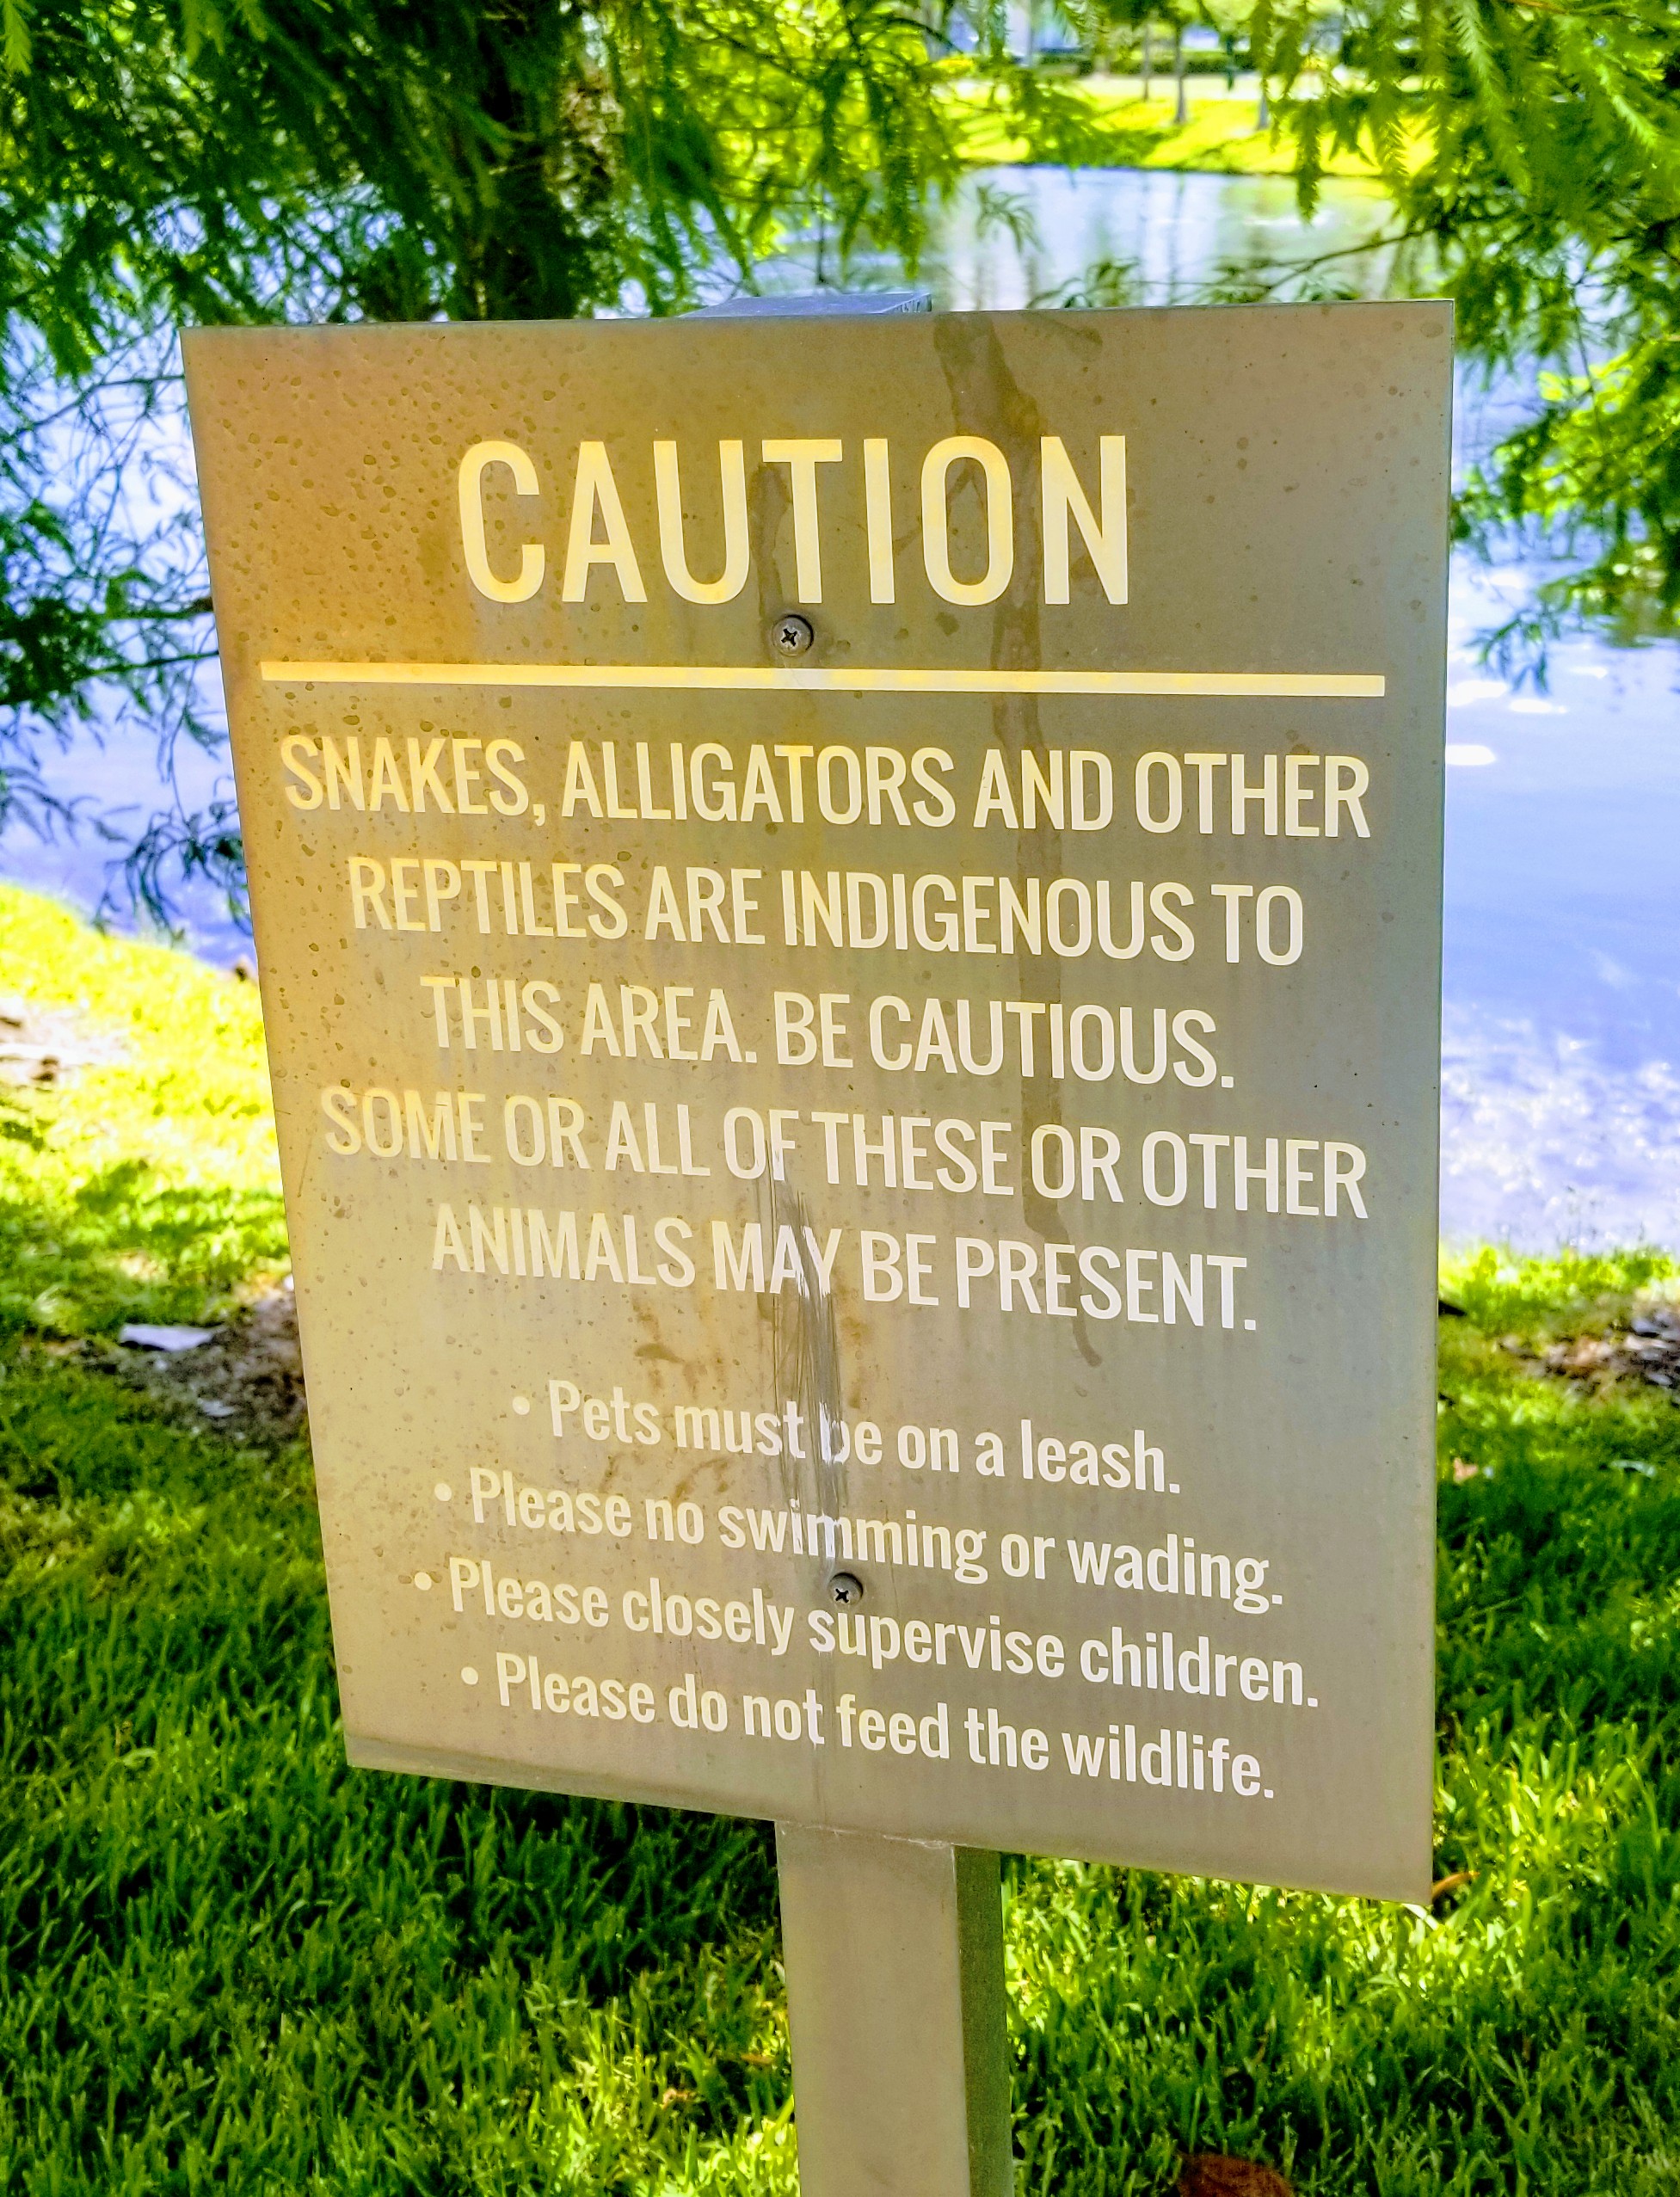 CAUTION
SNAKES, ALLIGATORS AND OTHER
REPTILES ARE INDIGENOUS TO
THIS AREA. BE CAUTIOUS.
SOME OR ALL OF THESE OR OTHER
ANIMALS MAY BE PRESENT.
• Pets must be on a leash.
• Please no swimming or wading.
• Please closely supervise children.
• Please do not feed the wildlife.